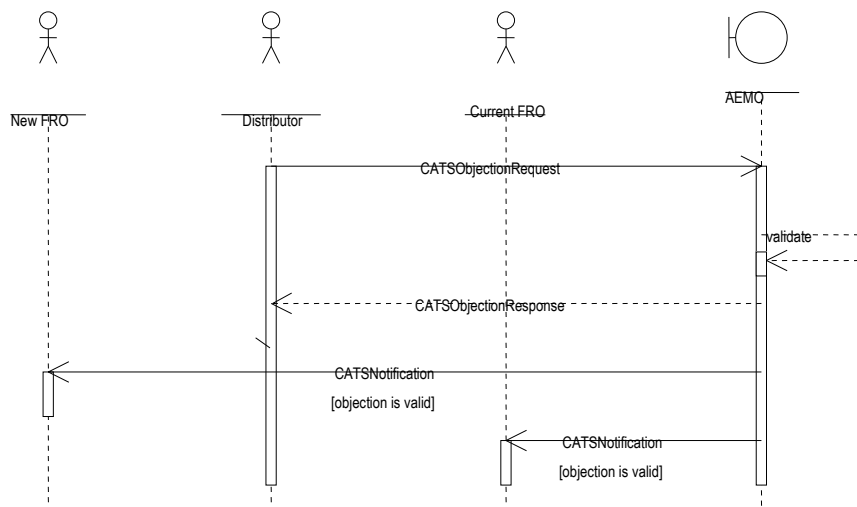 New FRO
Distributor
Current FRO
AEMO
CATSObjectionRequest
validate
CATSObjectionResponse
CATSNotification
[objection is valid]
CATSNotification
[objection is valid]